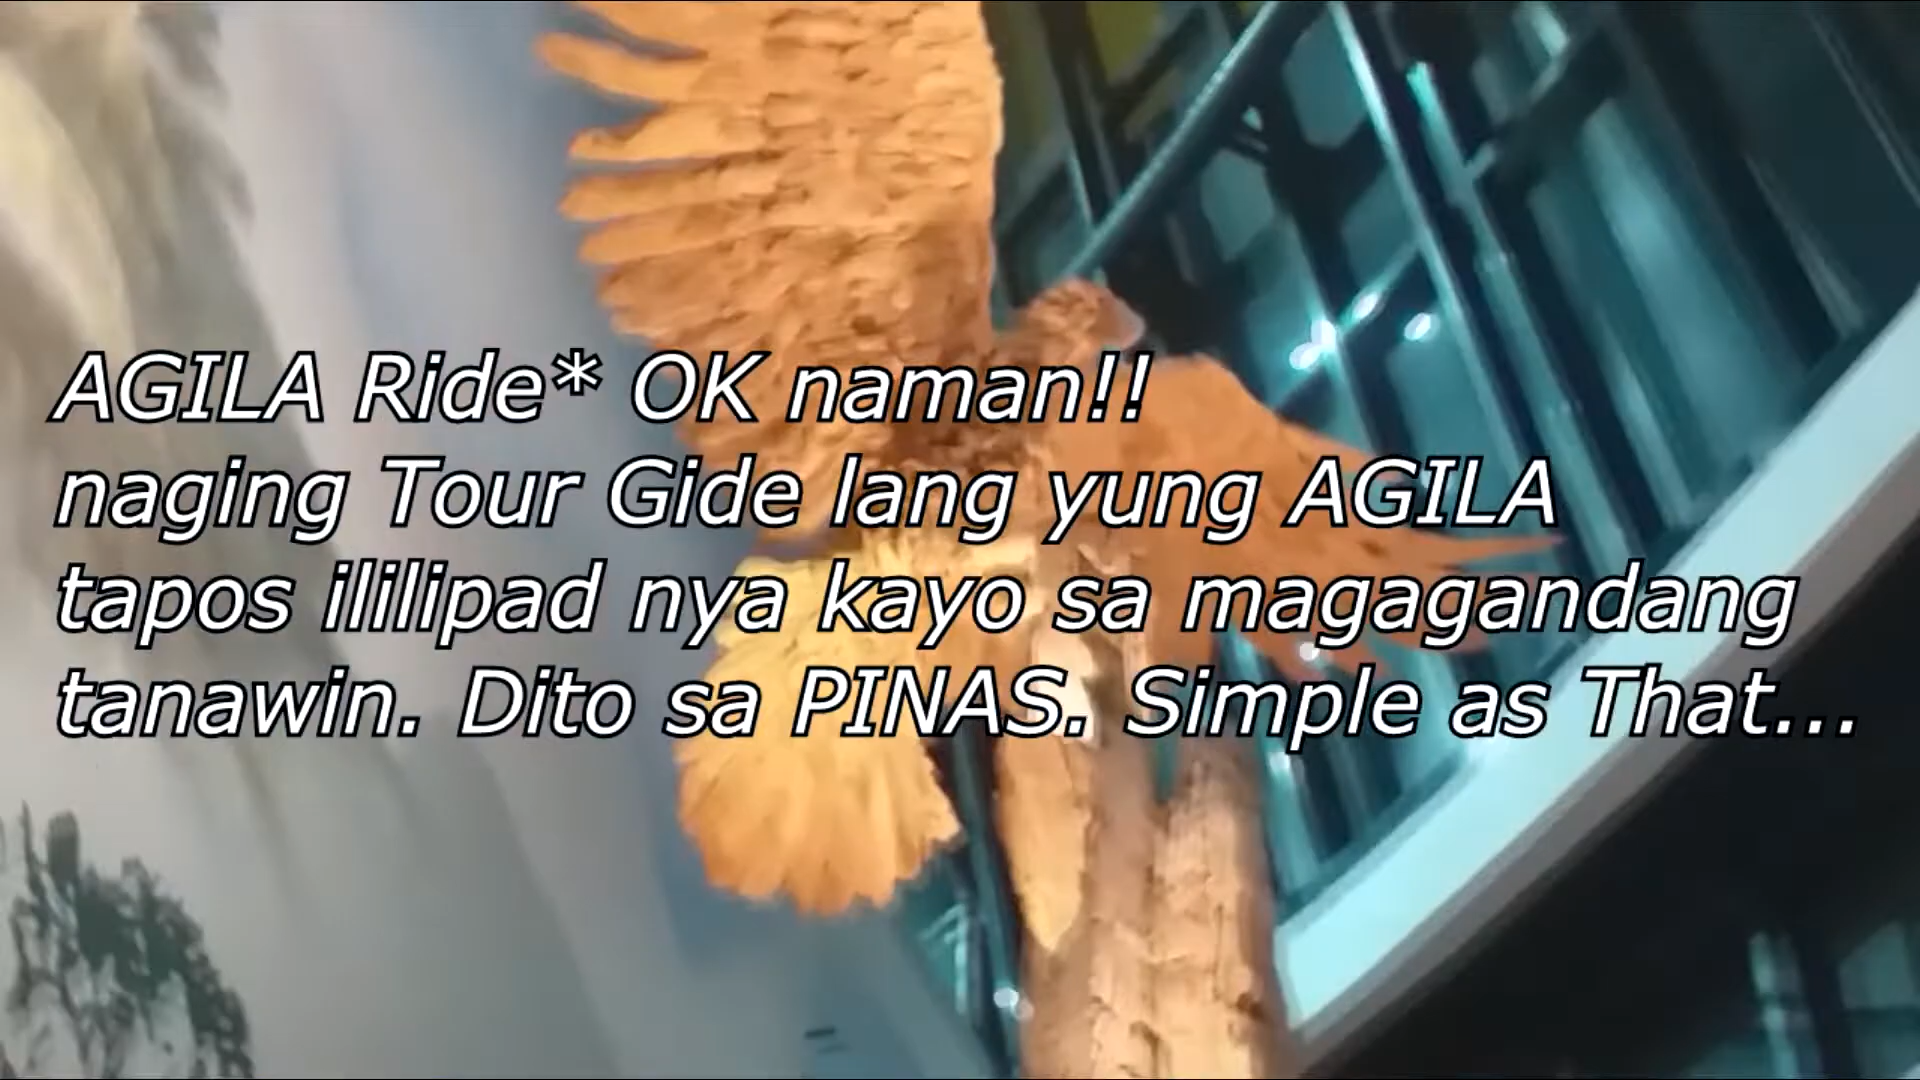 AGILA Ride* OK naman!!
naging Tour Gide lang yung AGILA
tapos ililipad nya kayo sa magagandang
tanawin. Dito sa PINAS. Simple as That...